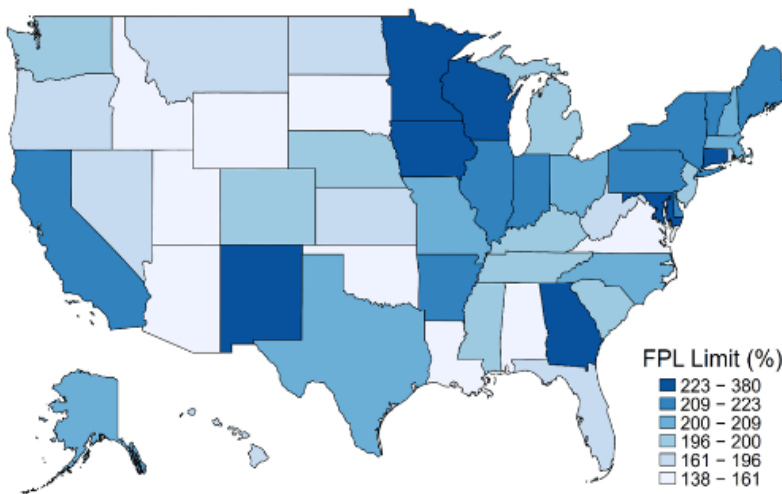 FPL Limit (%)
223 – 380
209 – 223
200 – 209
196 – 200
161 – 196
138 – 161